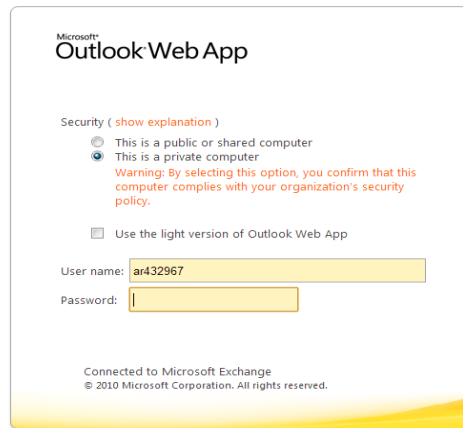 Microsoft®
Outlook Web App
Security ( show explanation )
This is a public or shared computer
This is a private computer
Warning: By selecting this option, you confirm that this
computer complies with your organization's security
policy.
Use the light version of Outlook Web App
User name: ar432967
Password:
Connected to Microsoft Exchange
© 2010 Microsoft Corporation. All rights reserved.